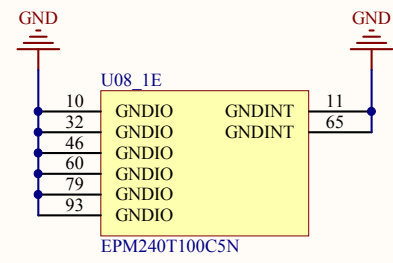 GND GND
U08_1E
10 GNDIO GNDINT 11
32 GNDIO GNDINT 65
46 GNDIO
60 GNDIO
79 GNDIO
93 GNDIO
EPM240T100C5N